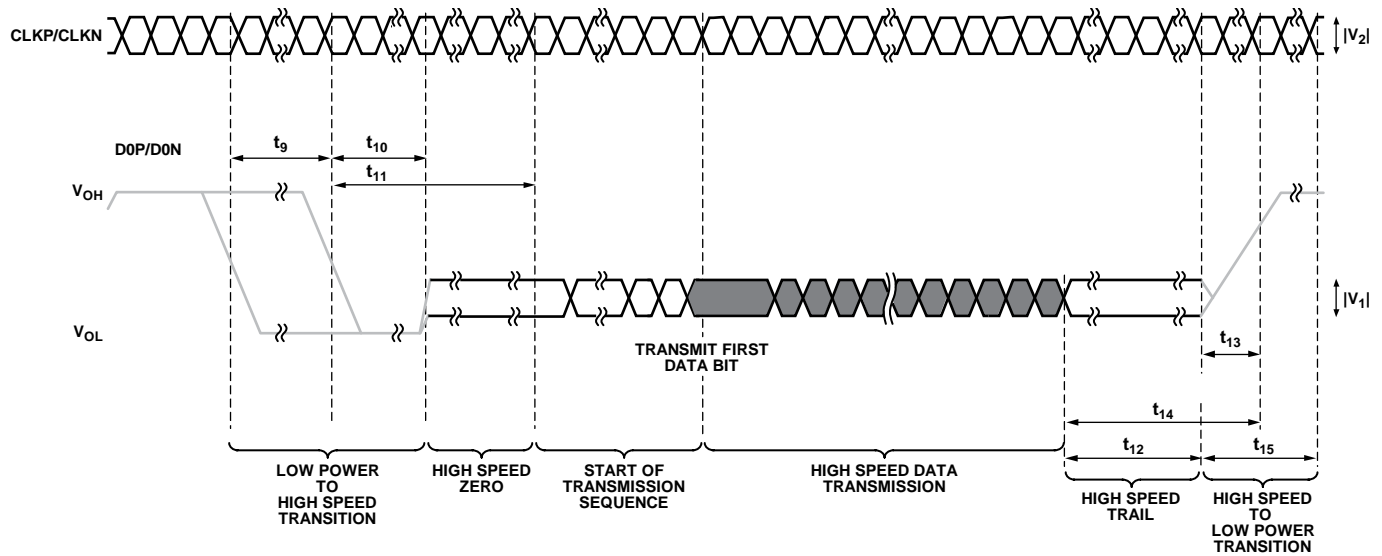 CLKP/CLKN
|V2|
D0P/D0N
t9
t10
t11
VOH
VOL
|V1|
TRANSMIT FIRST
DATA BIT
t13
t14
t12
t15
LOW POWER
TO
HIGH SPEED
TRANSITION
HIGH SPEED
ZERO
START OF
TRANSMISSION
SEQUENCE
HIGH SPEED DATA
TRANSMISSION
HIGH SPEED
TRAIL
HIGH SPEED
TO
LOW POWER
TRANSITION